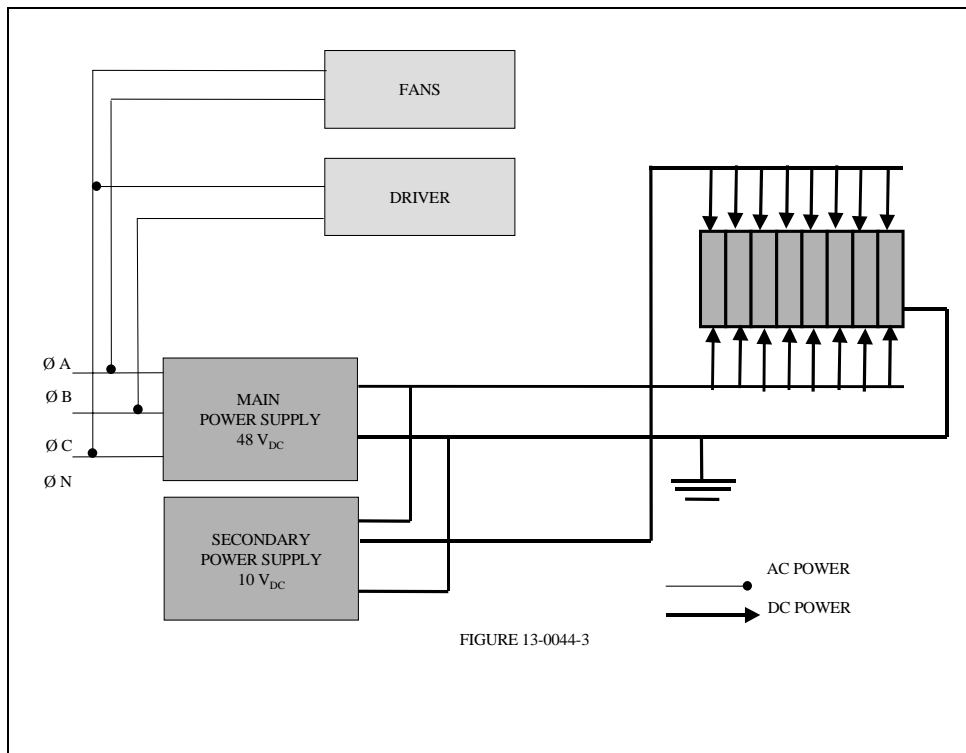 FANS
DRIVER
Ø A
Ø B
Ø C
Ø N
MAIN
POWER SUPPLY
48 V_DC
SECONDARY
POWER SUPPLY
10 V_DC
AC POWER
DC POWER
FIGURE 13-0044-3